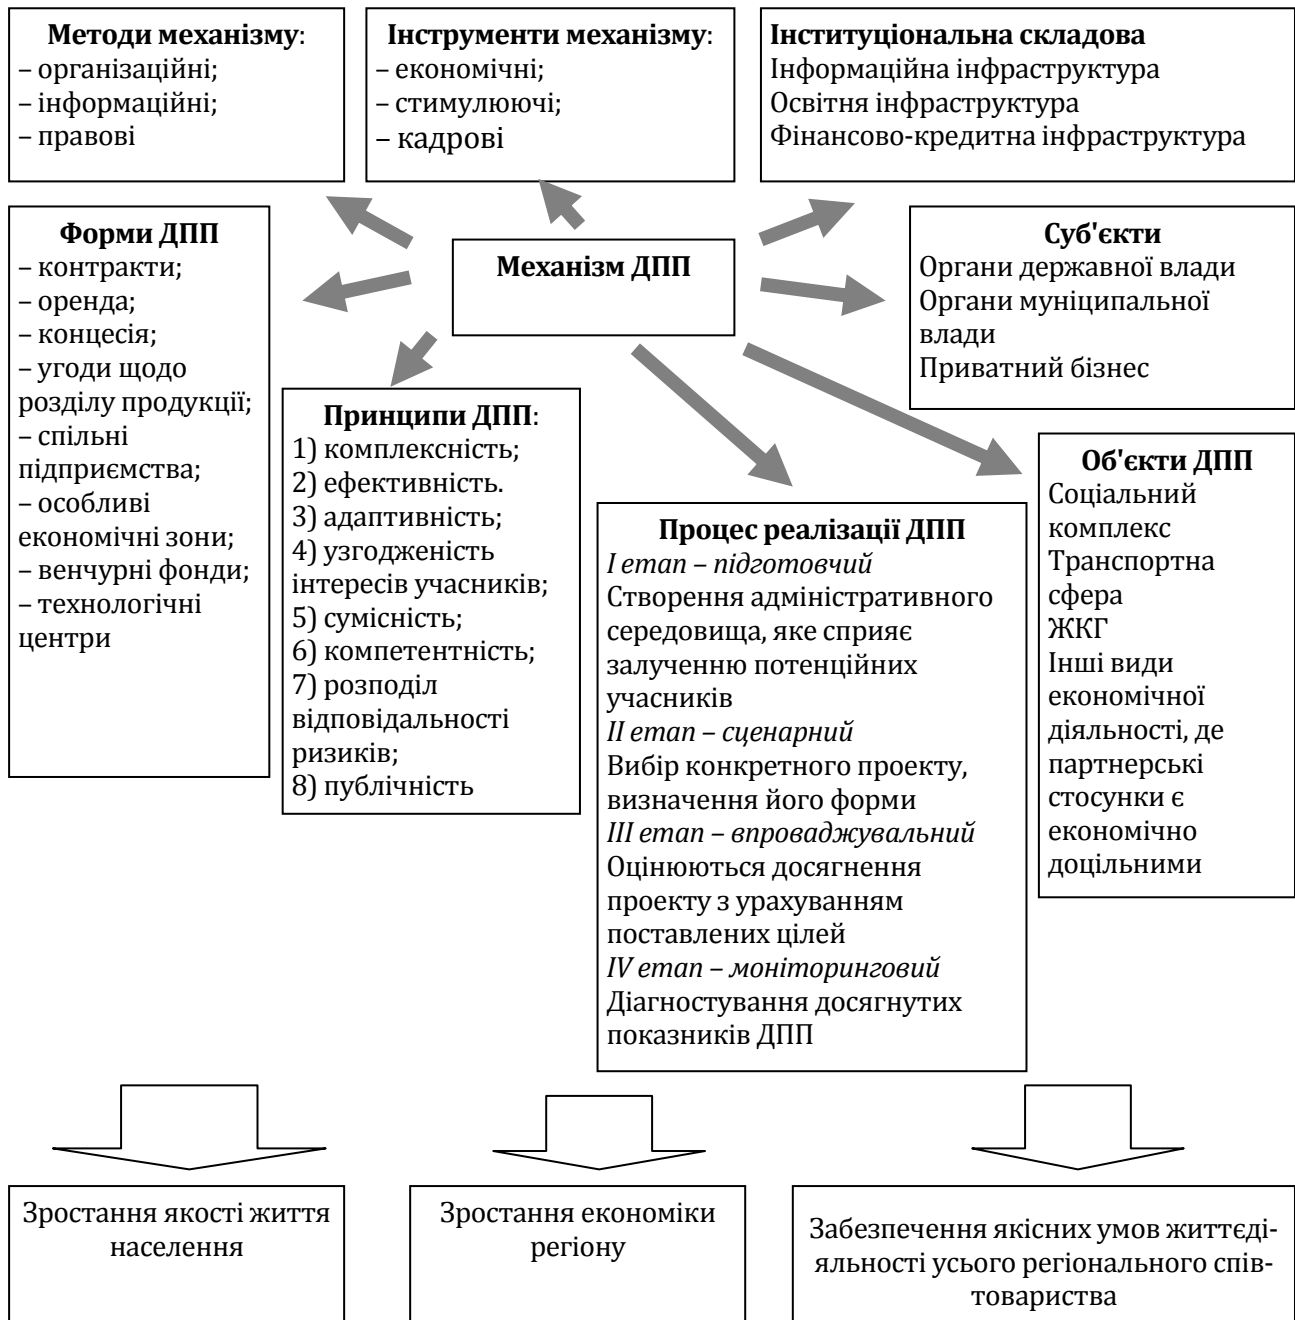 Методи механізму:
– організаційні;
– інформаційні;
– правові
Інструменти механізму:
– економічні;
– стимулюючі;
– кадрові
Інституціональна складова
Інформаційна інфраструктура
Освітня інфраструктура
Фінансово-кредитна інфраструктура
Форми ДПП
– контракти;
– оренда;
– концесія;
– угоди щодо
розділу продукції;
– спільні
підприємства;
– особливі
економічні зони;
– венчурні фонди;
– технологічні
центри
Механізм ДПП
Суб'єкти
Органи державної влади
Органи муніципальної
влади
Приватний бізнес
Принципи ДПП:
1) комплексність;
2) ефективність.
3) адаптивність;
4) узгодженість
інтересів учасників;
5) сумісність;
6) компетентність;
7) розподіл
відповідальності
ризиків;
8) публічність
Процес реалізації ДПП
І етап – підготовчий
Створення адміністративного
середовища, яке сприяє
залученню потенційних
учасників
ІІ етап – сценарний
Вибір конкретного проекту,
визначення його форми
ІІІ етап – впроваджувальний
Оцінюються досягнення
проекту з урахуванням
поставлених цілей
IV етап – моніторинговий
Діагностування досягнутих
показників ДПП
Об'єкти ДПП
Соціальний
комплекс
Транспортна
сфера
ЖКГ
Інші види
економічної
діяльності, де
партнерські
стосунки є
економічно
доцільними
Зростання якості життя
населення
Зростання економіки
регіону
Забезпечення якісних умов життєді-
яльності усього регіонального спів-
товариства